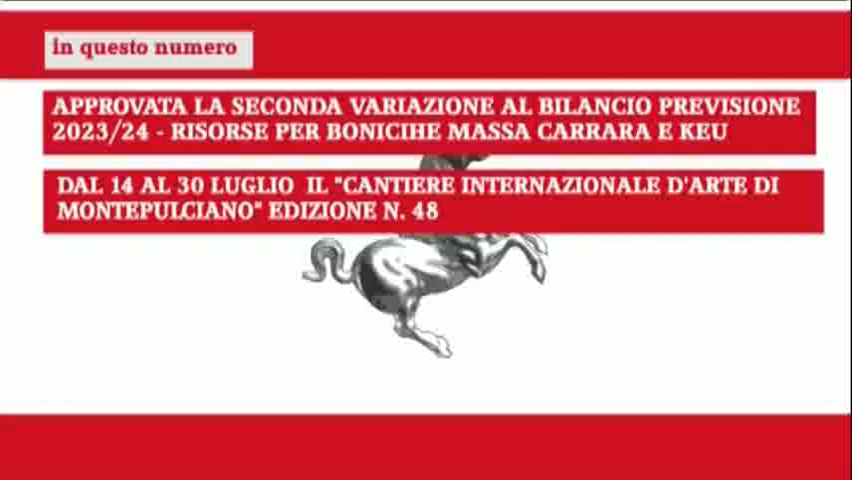 In questo numero
APPROVATA LA SECONDA VARIAZIONE AL BILANCIO PREVISIONE
2023/24 - RISORSE PER BONICIHE MASSA CARRARA E KEU
DAL 14 AL 30 LUGLIO IL "CANTIERE INTERNAZIONALE D'ARTE DI
MONTEPULCIANO" EDIZIONE N. 48